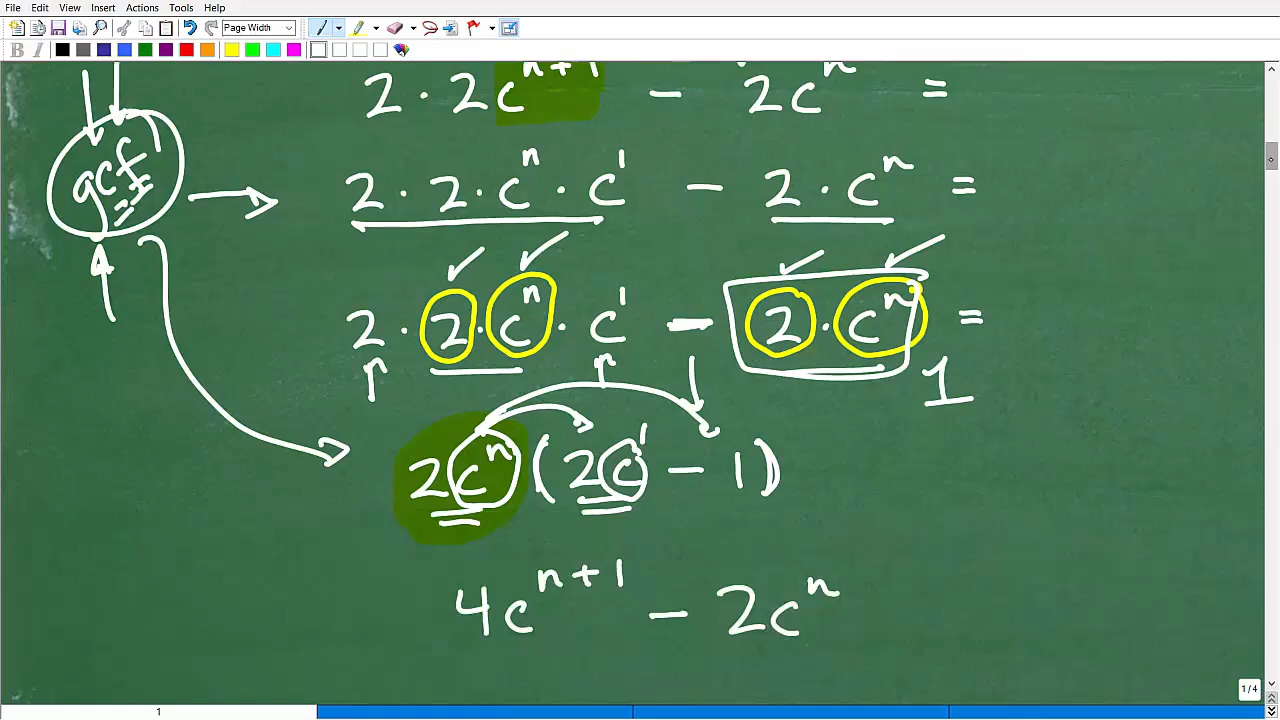 File Edit View Insert Actions Tools Help
Page Width
B I
2 · 2c^{n+1} - 2c^n =
gcf
2 · 2 · c^n · c^1 - 2 · c^n =
2 · 2 · c^n · c^1 - 2 · c^n =
1
2c^n (2c^1 - 1)
4c^{n+1} - 2c^n
1/4
1